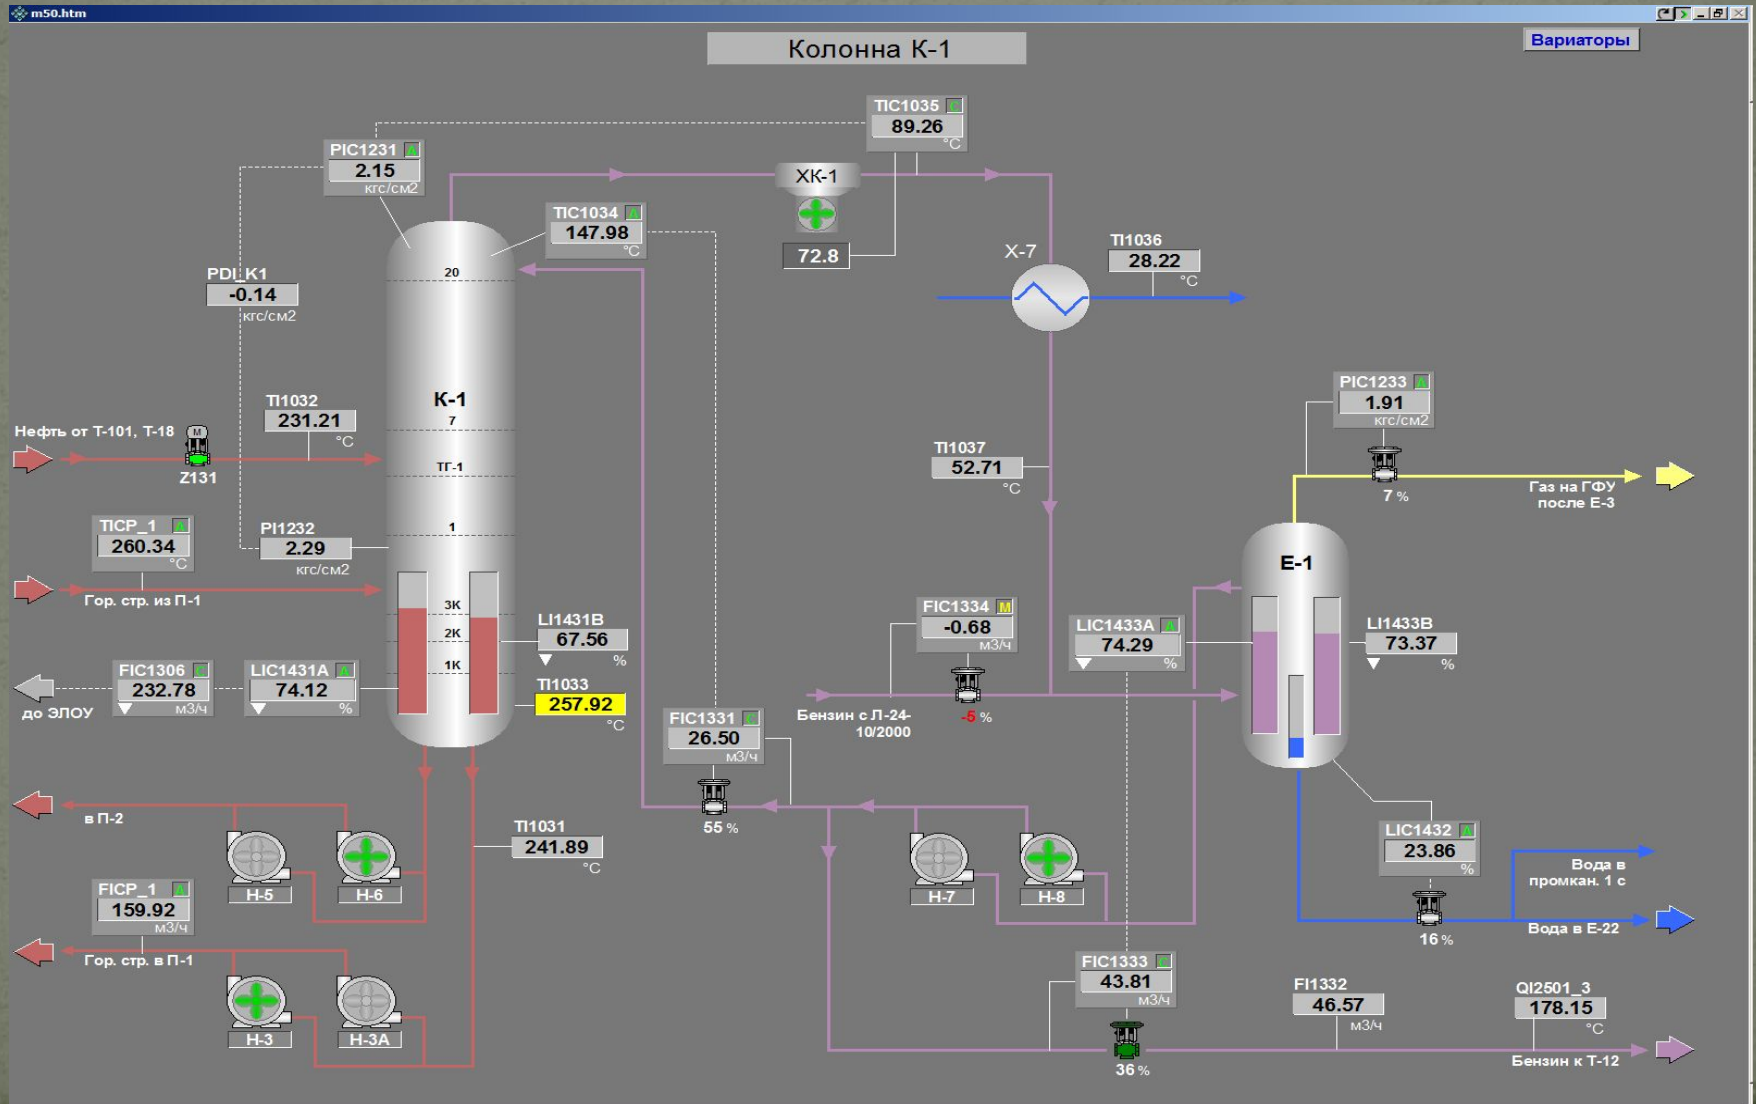 m50.htm
Колонна К-1
Вариаторы
TIC1035 C
89.26
°C
PIC1231 A
2.15
кгс/см2
ХК-1
72.8
TIC1034 A
147.98
°C
X-7
TI1036
28.22
°C
PDI_K1
-0.14
кгс/см2
20
К-1
7
ТГ-1
1
3К
2К
1К
TI1032
231.21
°C
Нефть от Т-101, Т-18
M
Z131
TICP_1 A
260.34
°C
PI1232
2.29
кгс/см2
Гор. стр. из П-1
TI1037
52.71
°C
PIC1233 A
1.91
кгс/см2
7 %
Газ на ГФУ
после Е-3
Е-1
LI1431B
67.56
%
FIC1306 C
232.78
м3/ч
до ЭЛОУ
LIC1431A A
74.12
%
TI1033
257.92
°C
FIC1334 M
-0.68
м3/ч
-5 %
Бензин с Л-24-
10/2000
LIC1433A A
74.29
%
LI1433B
73.37
%
FIC1331 C
26.50
м3/ч
55 %
в П-2
Н-5
Н-6
TI1031
241.89
°C
Н-7
Н-8
LIC1432 A
23.86
%
16 %
Вода в
промкан. 1 с
Вода в Е-22
FICP_1 A
159.92
м3/ч
Гор. стр. в П-1
Н-3
Н-3А
FIC1333 C
43.81
м3/ч
36 %
FI1332
46.57
м3/ч
QI2501_3
178.15
°C
Бензин к Т-12